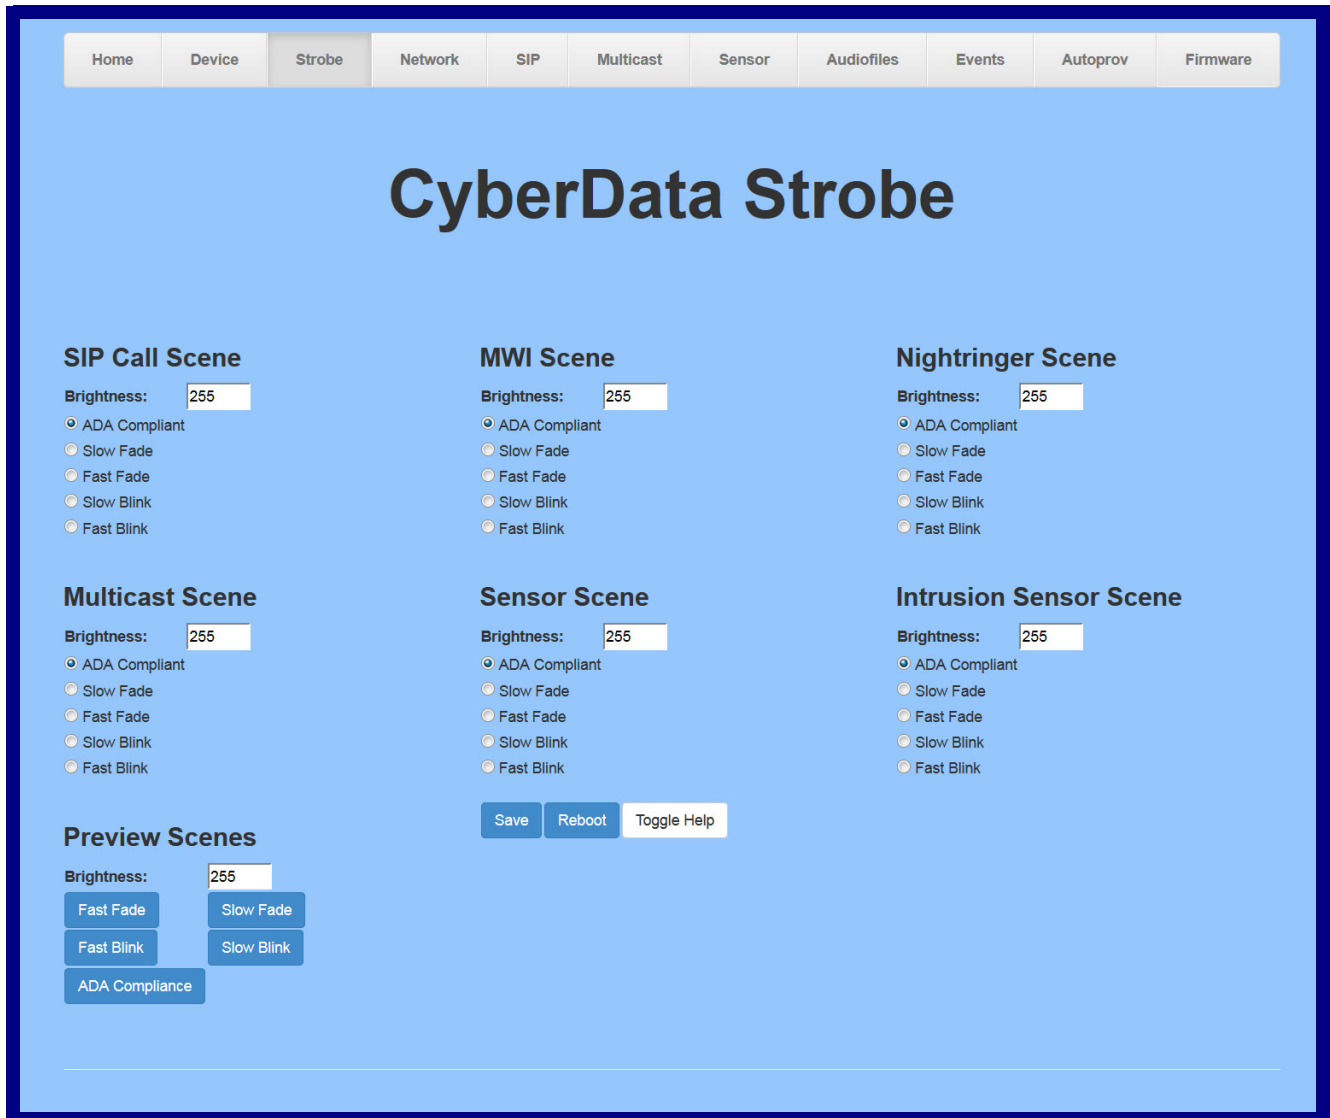 Home Device Strobe Network SIP Multicast Sensor Audiofiles Events Autoprov Firmware
CyberData Strobe
SIP Call Scene
Brightness: 255
ADA Compliant
Slow Fade
Fast Fade
Slow Blink
Fast Blink
MWI Scene
Brightness: 255
ADA Compliant
Slow Fade
Fast Fade
Slow Blink
Fast Blink
Nightringer Scene
Brightness: 255
ADA Compliant
Slow Fade
Fast Fade
Slow Blink
Fast Blink
Multicast Scene
Brightness: 255
ADA Compliant
Slow Fade
Fast Fade
Slow Blink
Fast Blink
Sensor Scene
Brightness: 255
ADA Compliant
Slow Fade
Fast Fade
Slow Blink
Fast Blink
Intrusion Sensor Scene
Brightness: 255
ADA Compliant
Slow Fade
Fast Fade
Slow Blink
Fast Blink
Preview Scenes
Brightness: 255
Fast Fade Slow Fade
Fast Blink Slow Blink
ADA Compliance
Save Reboot Toggle Help